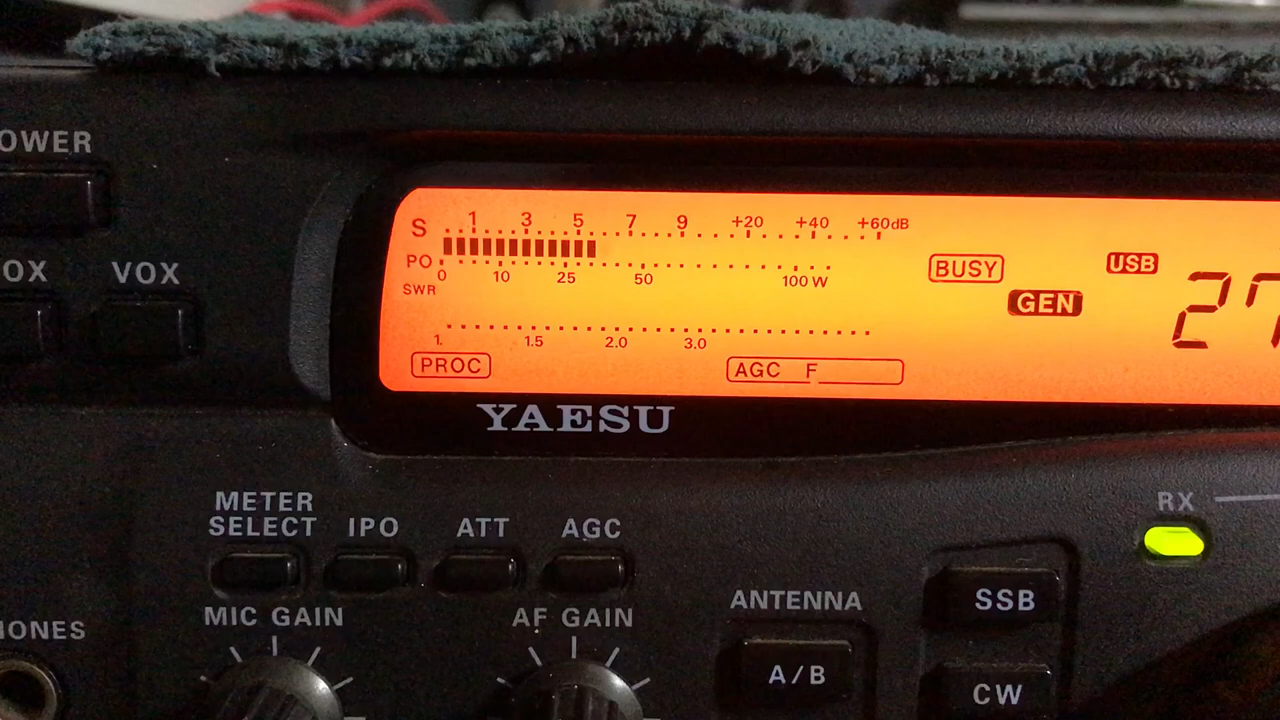 OWER
OX VOX
S 1 3 5 7 9 +20 +40 +60dB
PO 0 10 25 50 100 W
SWR
1. 1.5 2.0 3.0
PROC AGC F
BUSY
GEN
USB
27
YAESU
METER
SELECT IPO ATT AGC
RX
MIC GAIN AF GAIN
ANTENNA
SSB
HONES
A/B
CW